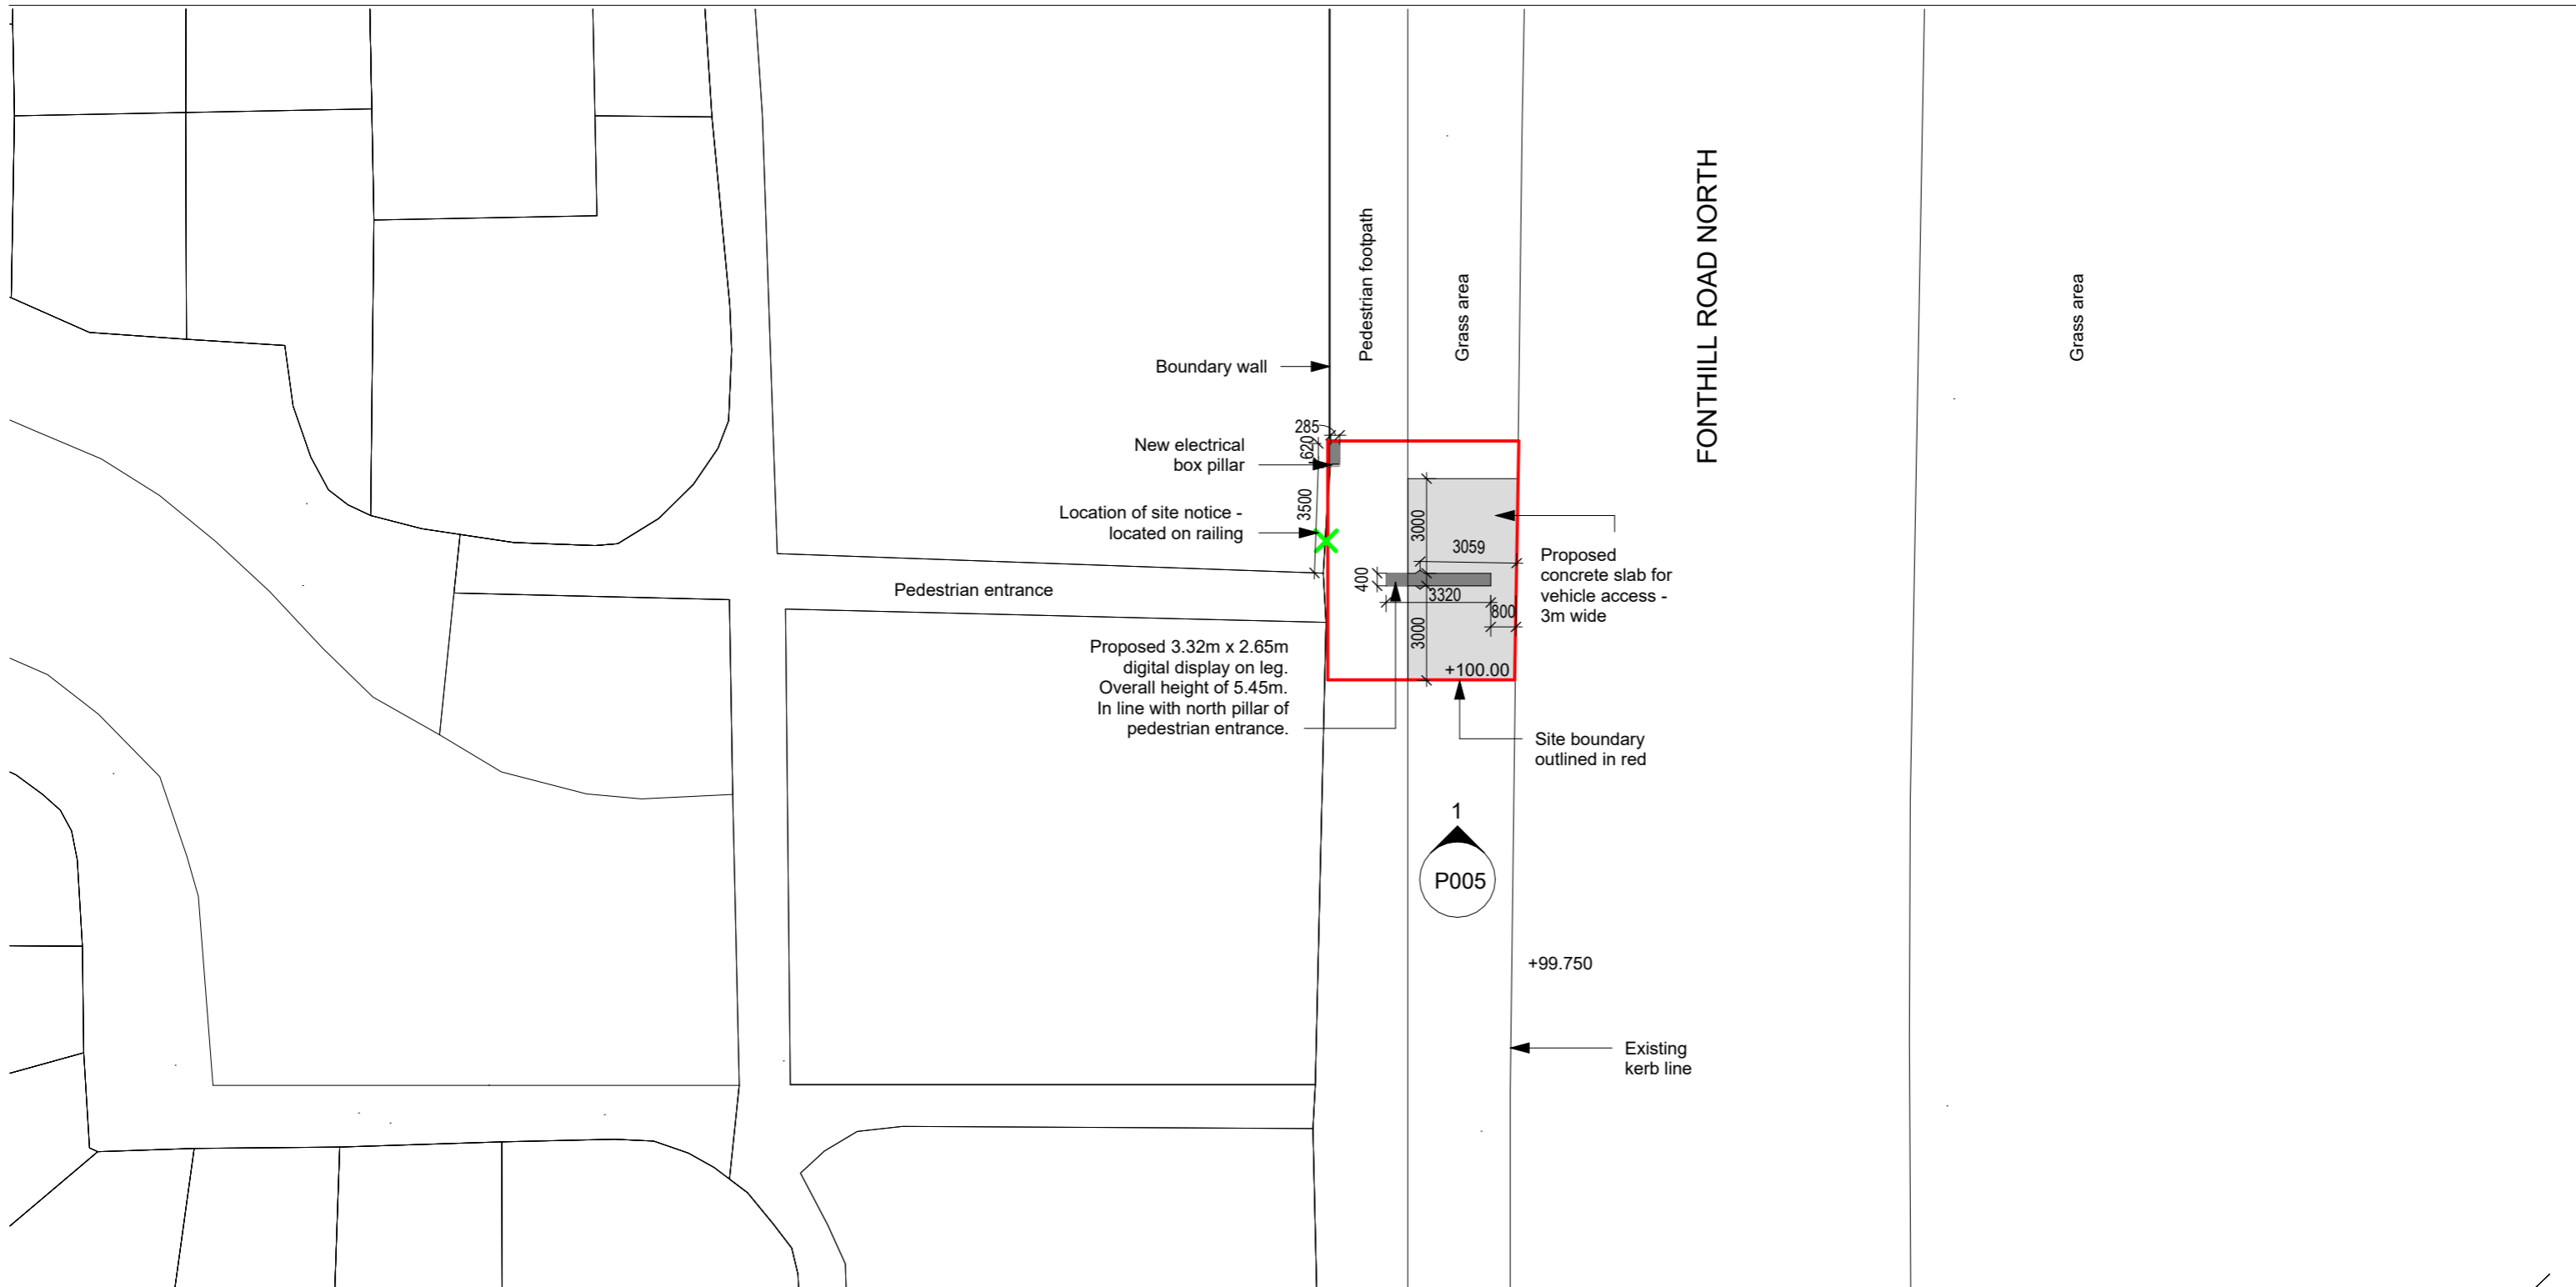 FONTHILL ROAD NORTH
Pedestrian footpath
Grass area
Grass area
Boundary wall
285
620
New electrical
box pillar
3500
Location of site notice -
located on railing
3000
3059
Proposed
concrete slab for
vehicle access -
3m wide
400
3320
800
3000
Pedestrian entrance
Proposed 3.32m x 2.65m
digital display on leg.
Overall height of 5.45m.
In line with north pillar of
pedestrian entrance.
+100.00
Site boundary
outlined in red
1
P005
+99.750
Existing
kerb line